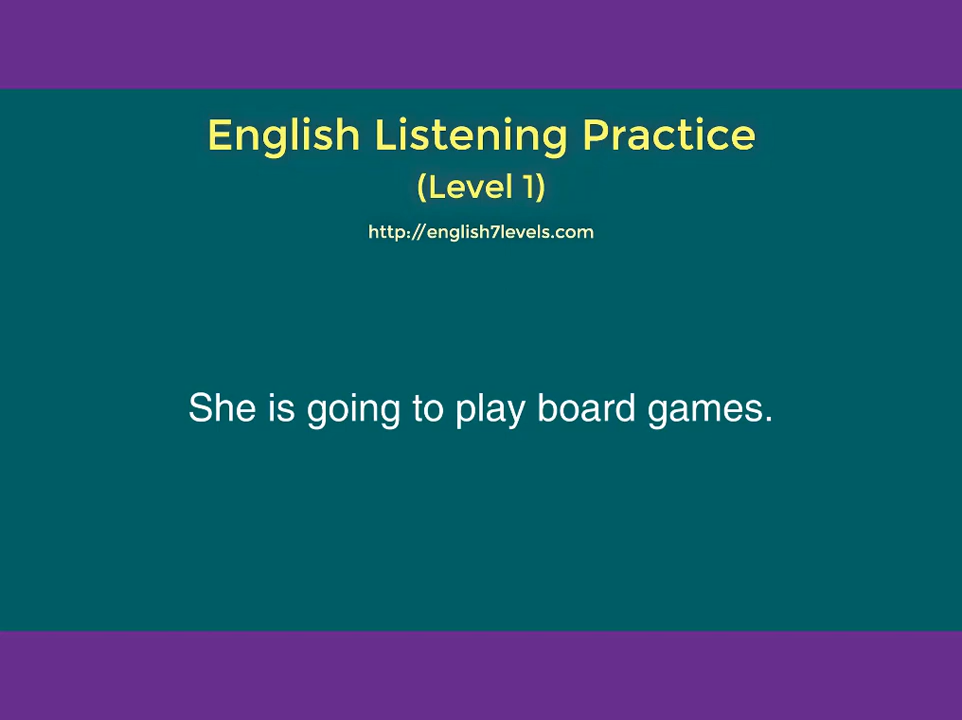 English Listening Practice
(Level 1)
http://english7levels.com
She is going to play board games.